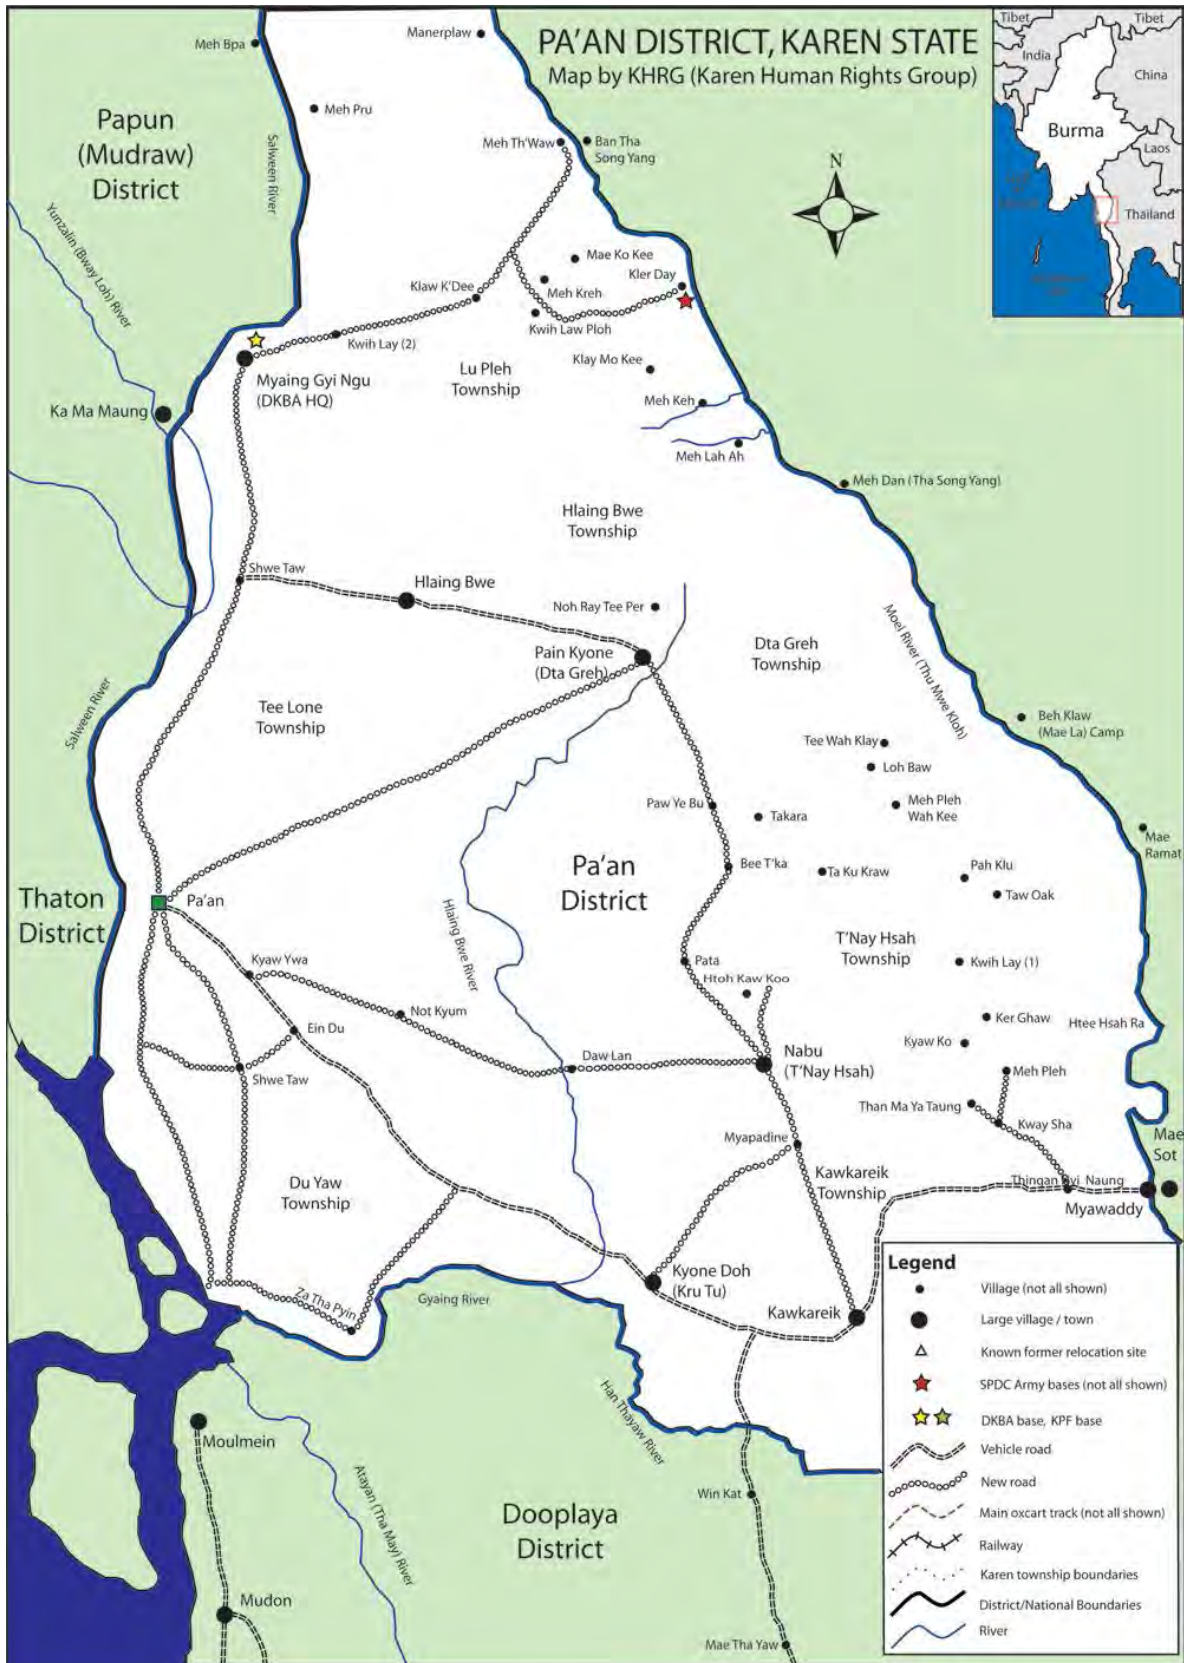 PA'AN DISTRICT, KAREN STATE
Map by KHRG (Karen Human Rights Group)
Tibet
Tibet
India
China
Burma
Laos
Thailand
N
Meh Bpa
Manerplaw
Meh Pru
Papun
(Mudraw)
District
Salween River
Meh Th'Waw
Ban Tha
Song Yang
Yunzalin (Bway Loh) River
Mae Ko Kee
Kler Day
Klaw K'Dee
Meh Kreh
Kwih Law Ploh
Kwih Lay (2)
Klay Mo Kee
Lu Pleh
Township
Myaing Gyi Ngu
(DKBA HQ)
Ka Ma Maung
Meh Keh
Meh Lah Ah
Meh Dan (Tha Song Yang)
Hlaing Bwe
Township
Shwe Taw
Hlaing Bwe
Noh Ray Tee Per
Pain Kyone
(Dta Greh)
Dta Greh
Township
Moei River (Thu Mwe Kloh)
Tee Lone
Township
Salween River
Beh Klaw
(Mae La) Camp
Tee Wah Klay
Loh Baw
Paw Ye Bu
Takara
Meh Pleh
Wah Kee
Mae
Ramat
Pa'an
District
Bee T'ka
Ta Ku Kraw
Pah Klu
Taw Oak
Thaton
District
Pa'an
Hlaing Bwe River
T'Nay Hsah
Township
Kyaw Ywa
Pata
Kwih Lay (1)
Htoh Kaw Koo
Not Kyum
Ein Du
Ker Ghaw
Htee Hsah Ra
Kyaw Ko
Daw Lan
Nabu
(T'Nay Hsah)
Shwe Taw
Meh Pleh
Than Ma Ya Taung
Kway Sha
Myapadine
Mae
Sot
Du Yaw
Township
Kawkareik
Township
Thingan Nyi Naung
Myawaddy
Kyone Doh
(Kru Tu)
Za Tha Pyin
Gyaing River
Kawkareik
Han Thayaw River
Moulmein
Atayan (Tha May) River
Win Kat
Dooplaya
District
Mudon
Mae Tha Yaw
Legend
Village (not all shown)
Large village / town
Known former relocation site
SPDC Army bases (not all shown)
DKBA base, KPF base
Vehicle road
New road
Main oxcart track (not all shown)
Railway
Karen township boundaries
District/National Boundaries
River